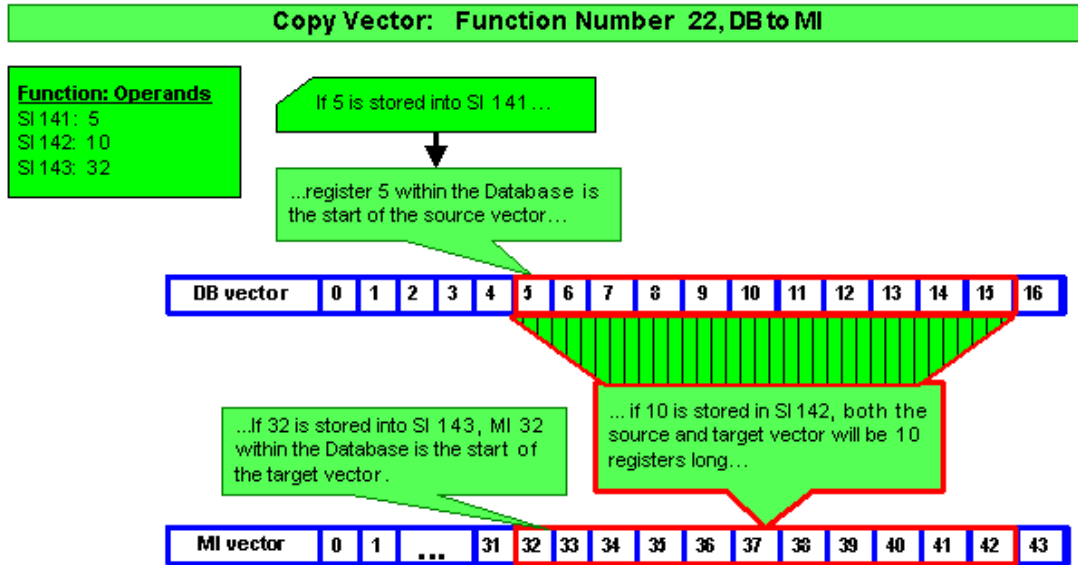 Copy Vector: Function Number 22, DB to MI
Function: Operands
SI 141: 5
SI 142: 10
SI 143: 32
If 5 is stored into SI 141...
...register 5 within the Database is
the start of the source vector...
DB vector 0 1 2 3 4 5 6 7 8 9 10 11 12 13 14 15 16
...If 32 is stored into SI 143, MI 32
within the Database is the start of
the target vector.
... if 10 is stored in SI 142, both the
source and target vector will be 10
registers long...
MI vector 0 1 ... 31 32 33 34 35 36 37 38 39 40 41 42 43